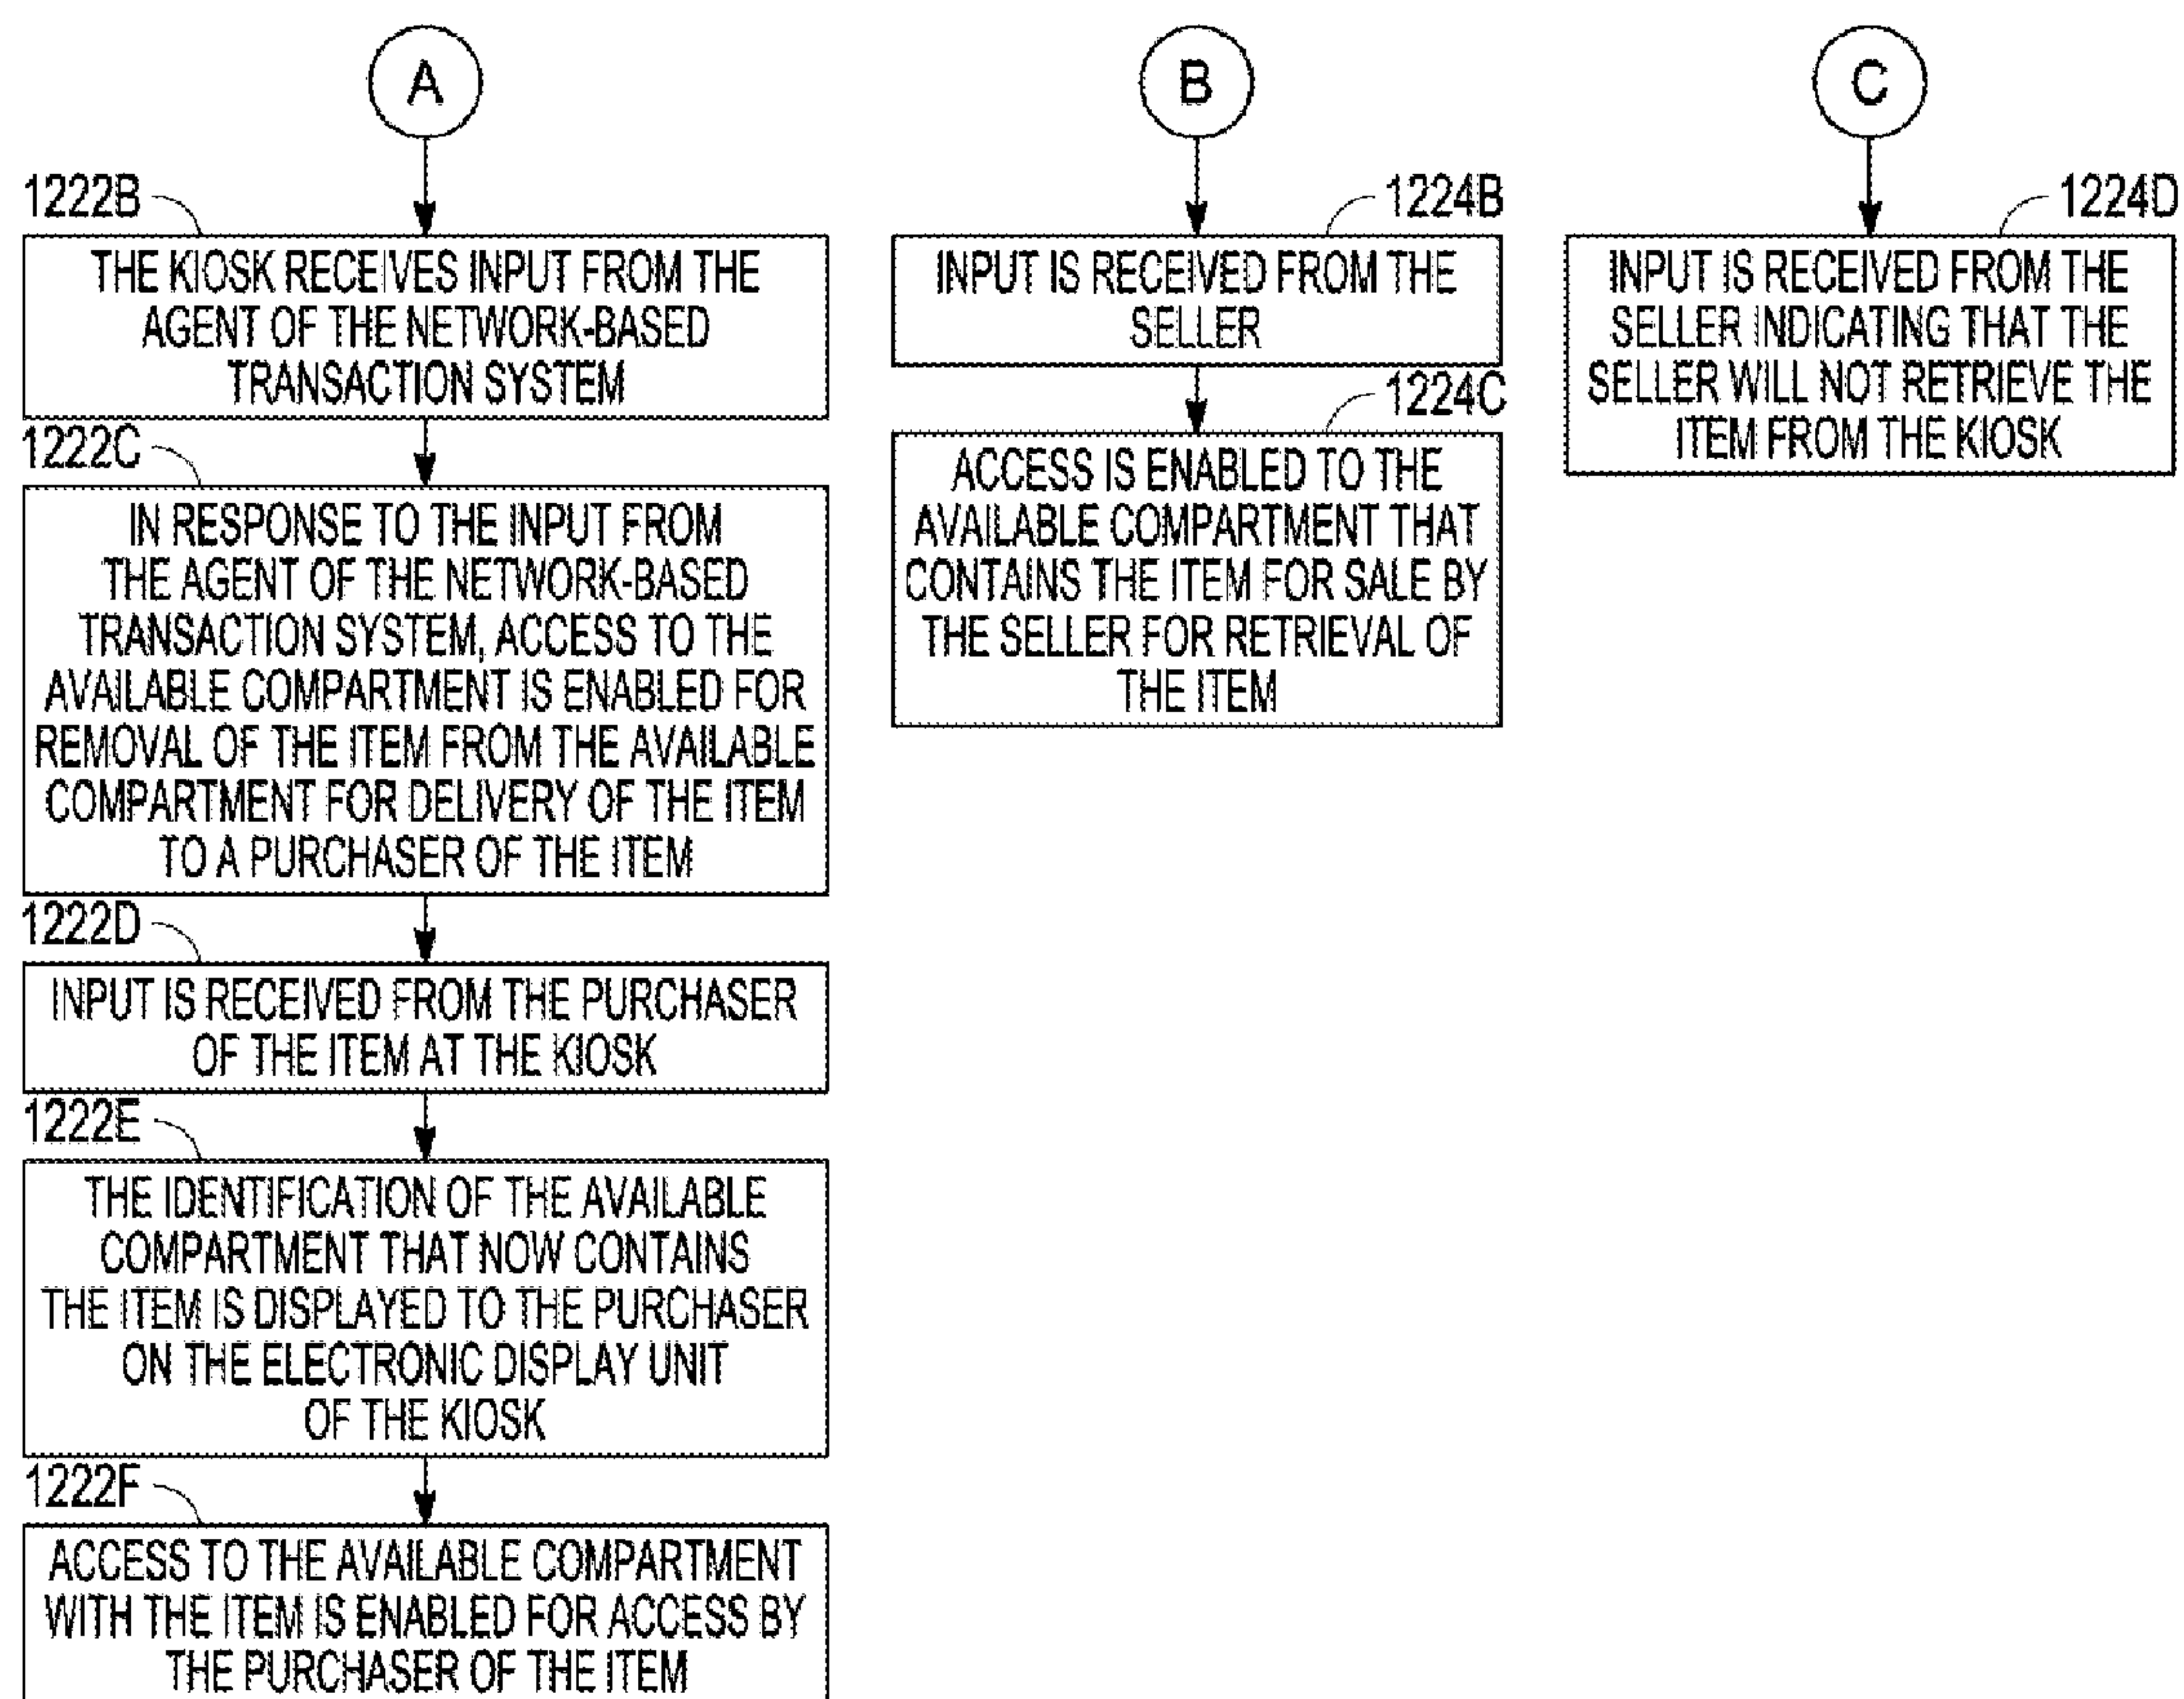 A
1222B
THE KIOSK RECEIVES INPUT FROM THE
AGENT OF THE NETWORK-BASED
TRANSACTION SYSTEM
1222C
IN RESPONSE TO THE INPUT FROM
THE AGENT OF THE NETWORK-BASED
TRANSACTION SYSTEM, ACCESS TO THE
AVAILABLE COMPARTMENT IS ENABLED FOR
REMOVAL OF THE ITEM FROM THE AVAILABLE
COMPARTMENT FOR DELIVERY OF THE ITEM
TO A PURCHASER OF THE ITEM
1222D
INPUT IS RECEIVED FROM THE PURCHASER
OF THE ITEM AT THE KIOSK
1222E
THE IDENTIFICATION OF THE AVAILABLE
COMPARTMENT THAT NOW CONTAINS
THE ITEM IS DISPLAYED TO THE PURCHASER
ON THE ELECTRONIC DISPLAY UNIT
OF THE KIOSK
1222F
ACCESS TO THE AVAILABLE COMPARTMENT
WITH THE ITEM IS ENABLED FOR ACCESS BY
THE PURCHASER OF THE ITEM
B
1224B
INPUT IS RECEIVED FROM THE
SELLER
1224C
ACCESS IS ENABLED TO THE
AVAILABLE COMPARTMENT THAT
CONTAINS THE ITEM FOR SALE BY
THE SELLER FOR RETRIEVAL OF
THE ITEM
C
1224D
INPUT IS RECEIVED FROM THE
SELLER INDICATING THAT THE
SELLER WILL NOT RETRIEVE THE
ITEM FROM THE KIOSK